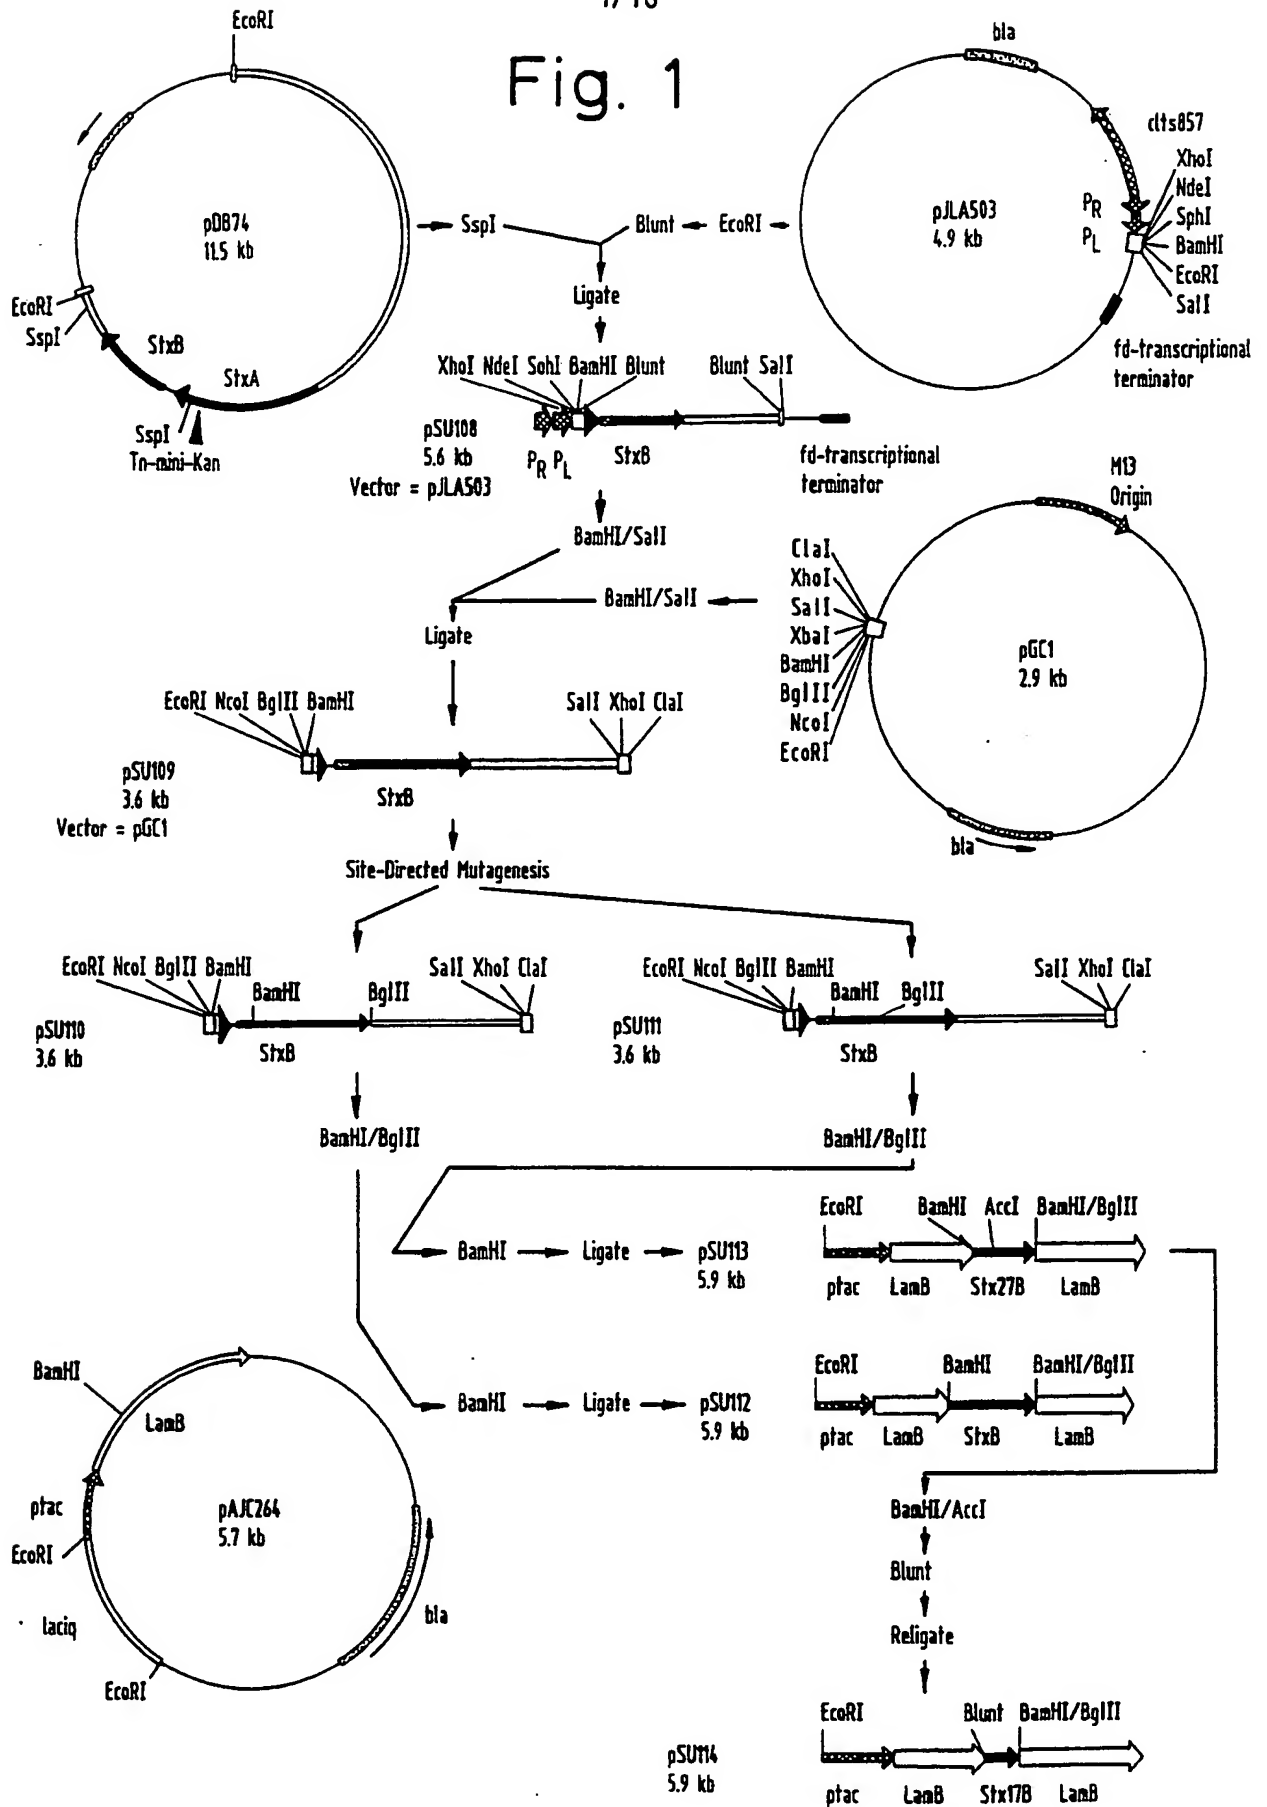 Fig. 1
EcoRI
pDB74
11.5 kb
EcoRI
SspI
StxB
StxA
SspI
Tn-mini-Kan
SspI
Blunt
EcoRI
bla
cIts857
pJLA503
4.9 kb
PR
PL
XhoI
NdeI
SphI
BamHI
EcoRI
SalI
fd-transcriptional
terminator
Ligate
XhoI NdeI SohI BamHI Blunt
Blunt SalI
pSU108
5.6 kb
Vector = pJLA503
PR PL
StxB
fd-transcriptional
terminator
BamHI/SalI
BamHI/SalI
Ligate
M13
Origin
ClaI
XhoI
SalI
XbaI
BamHI
BglII
NcoI
EcoRI
pGC1
2.9 kb
bla
EcoRI NcoI BglII BamHI
SalI XhoI ClaI
pSU109
3.6 kb
Vector = pGC1
StxB
Site-Directed Mutagenesis
EcoRI NcoI BglII BamHI
SalI XhoI ClaI
BamHI
BglII
pSU110
3.6 kb
StxB
EcoRI NcoI BglII BamHI
SalI XhoI ClaI
BamHI
BglII
pSU111
3.6 kb
StxB
BamHI/BglII
BamHI/BglII
BamHI
Ligate
pSU113
5.9 kb
EcoRI
BamHI
AccI
BamHI/BglII
ptac
LamB
Stx27B
LamB
BamHI
Ligate
pSU112
5.9 kb
EcoRI
BamHI
BamHI/BglII
ptac
LamB
StxB
LamB
BamHI
LamB
ptac
EcoRI
pAJC264
5.7 kb
laciq
EcoRI
bla
BamHI/AccI
Blunt
Religate
pSU114
5.9 kb
EcoRI
Blunt
BamHI/BglII
ptac
LamB
Stx17B
LamB